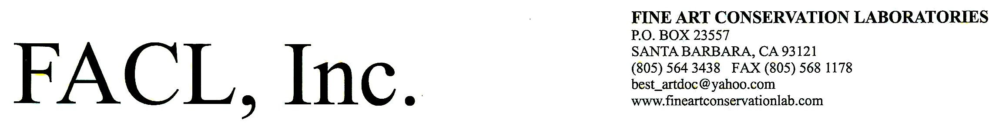 FACL, Inc.
FINE ART CONSERVATION LABORATORIES
P.O. BOX 23557
SANTA BARBARA, CA 93121
(805) 564 3438 FAX (805) 568 1178
best_artdoc@yahoo.com
www.fineartconservationlab.com